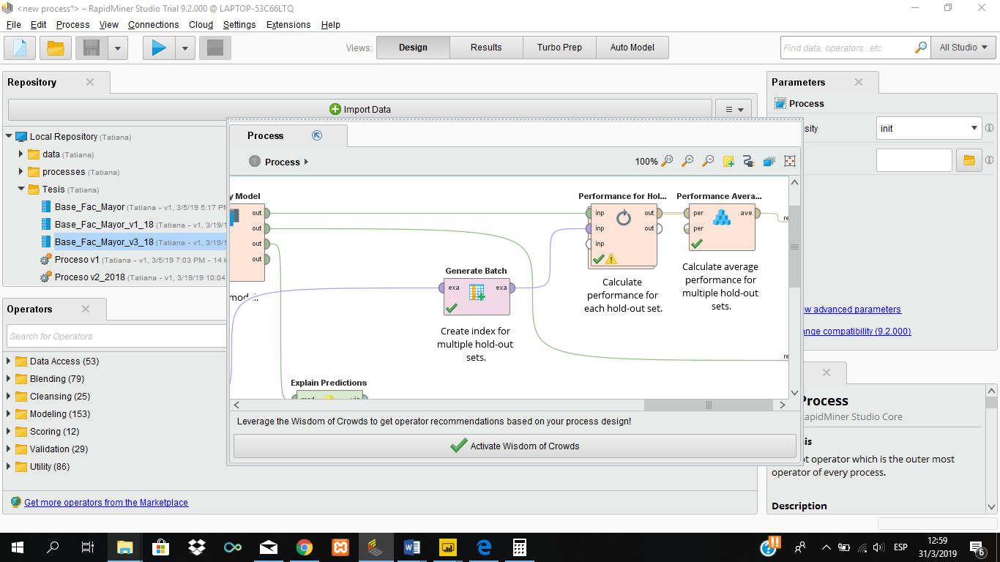 <new process*> – RapidMiner Studio Trial 9.2.000 @ LAPTOP-53C66LTQ
File Edit Process View Connections Cloud Settings Extensions Help
Views: Design Results Turbo Prep Auto Model
Find data, operators...etc
All Studio
Repository
Import Data
Local Repository (Tatiana)
data (Tatiana)
processes (Tatiana)
Tesis (Tatiana)
Base_Fac_Mayor (Tatiana - v1, 3/5/19 5:17 PM
Base_Fac_Mayor_v1_18 (Tatiana - v1, 3/19/1
Base_Fac_Mayor_v3_18 (Tatiana - v1, 3/19/1
Proceso v1 (Tatiana - v1, 3/5/19 7:03 PM - 14 k
Proceso v2_2018 (Tatiana - v1, 3/19/19 10:04
Operators
Search for Operators
Data Access (53)
Blending (79)
Cleansing (25)
Modeling (153)
Scoring (12)
Validation (29)
Utility (86)
Get more operators from the Marketplace
Process
Process
100%
y Model
out
out
out
out
mod...
Generate Batch
exa exa
Create index for
multiple hold-out
sets.
Explain Predictions
mod vis
Performance for Hol...
inp out
inp out
inp
Calculate
performance for
each hold-out set.
Performance Avera...
per ave
per
Calculate average
performance for
multiple hold-out
sets.
re
re
Leverage the Wisdom of Crowds to get operator recommendations based on your process design!
Activate Wisdom of Crowds
Parameters
Process
sity
init
w advanced parameters
nge compatibility (9.2.000)
Process
apidMiner Studio Core
is
ot operator which is the outer most
operator of every process.
Description
ESP
12:59
31/3/2019
6